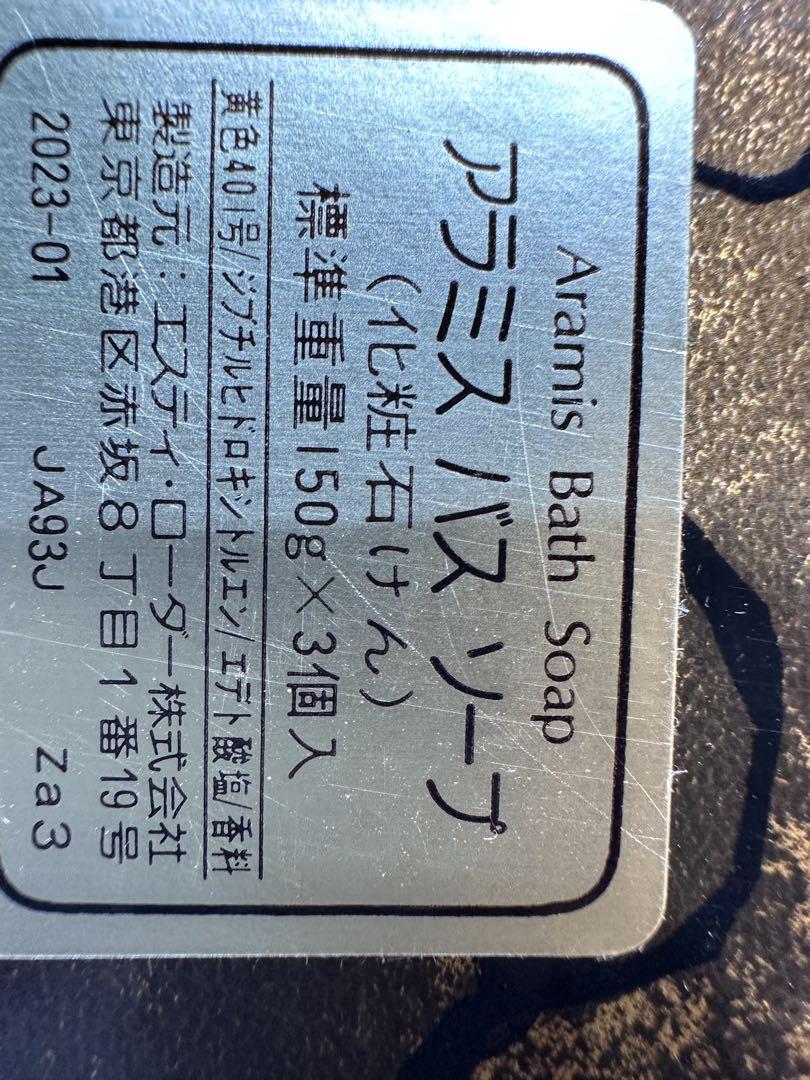 Aramis Bath Soap
アラミス バス ソープ
（化粧石けん）
標準重量150g×3個入
黄色401号/ジブチルヒドロキシトルエン/エデト酸塩/香料
製造元：エスティ・ローダー株式会社
東京都港区赤坂8丁目1番19号
2023-01 JA93J za3